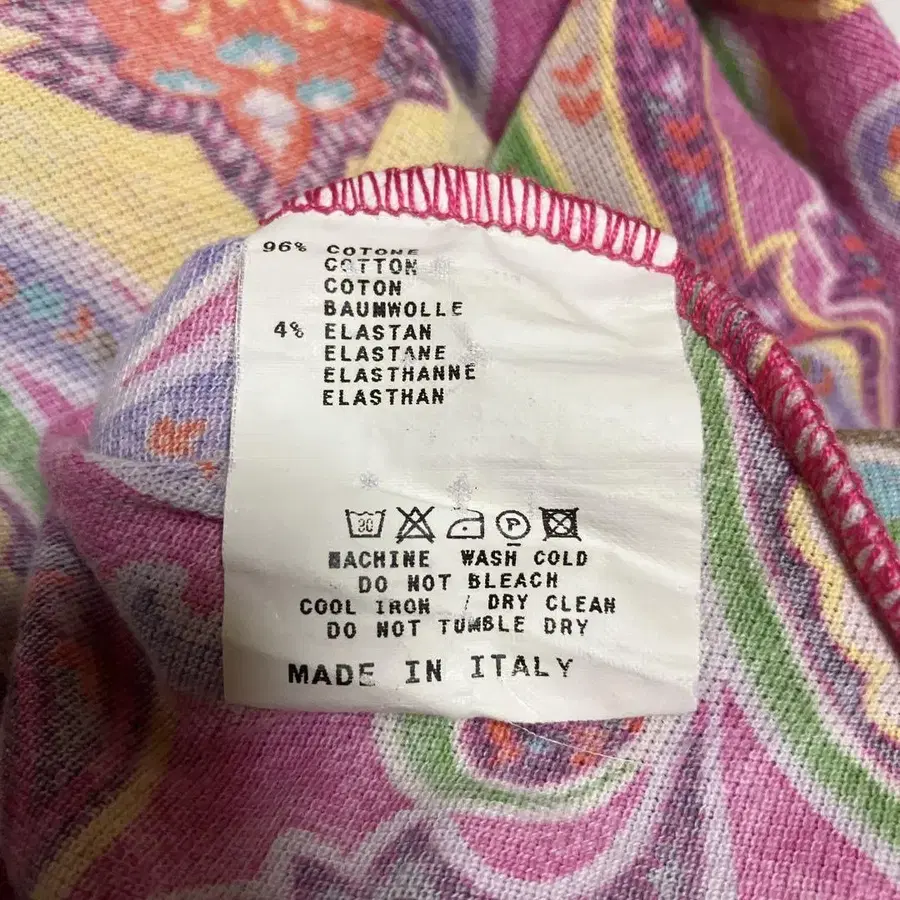 96% COTONE
COTTON
COTON
BAUMWOLLE
4% ELASTAN
ELASTANE
ELASTHANNE
ELASTHAN
30 P
MACHINE WASH COLD
DO NOT BLEACH
COOL IRON / DRY CLEAN
DO NOT TUMBLE DRY
MADE IN ITALY